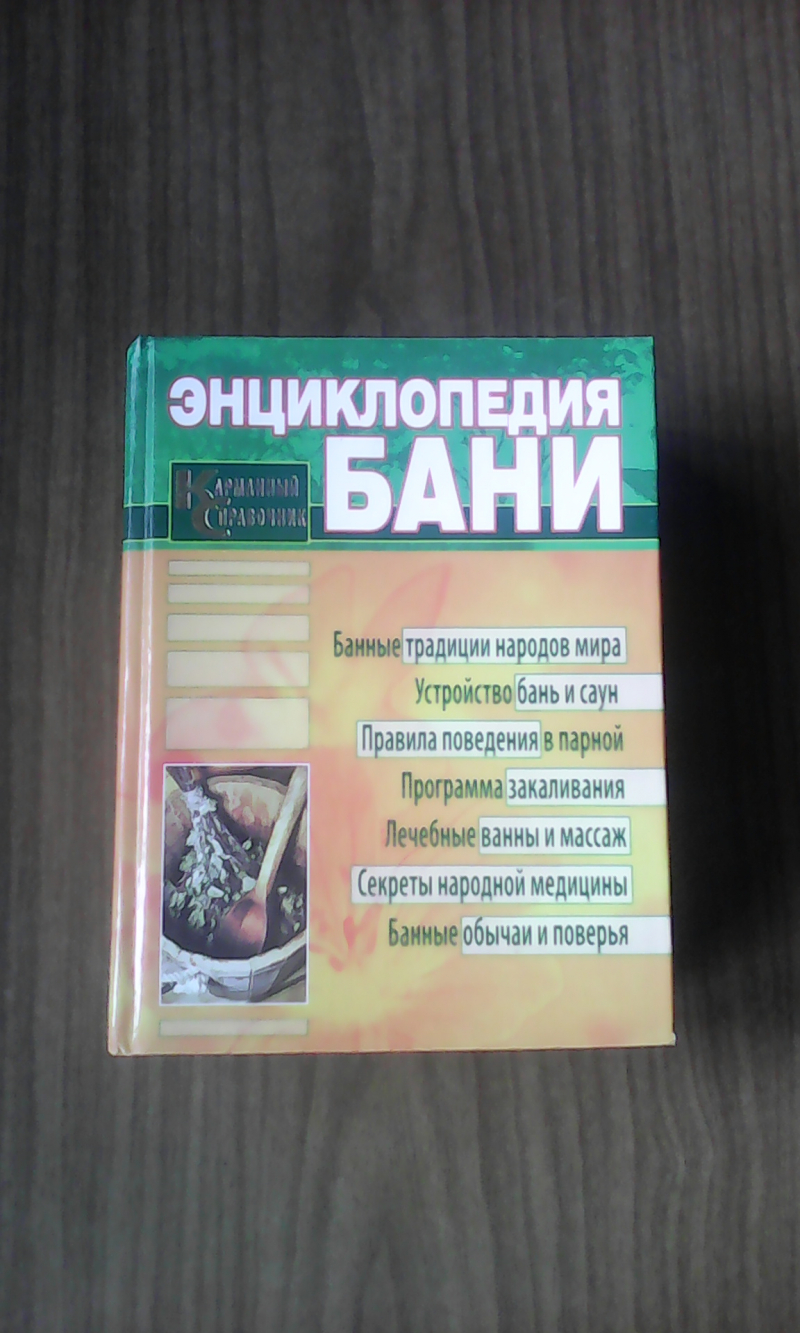 ЭНЦИКЛОПЕДИЯ
БАНИ
КАРМАННЫЙ
СПРАВОЧНИК
Банные традиции народов мира
Устройство бань и саун
Правила поведения в парной
Программа закаливания
Лечебные ванны и массаж
Секреты народной медицины
Банные обычаи и поверья